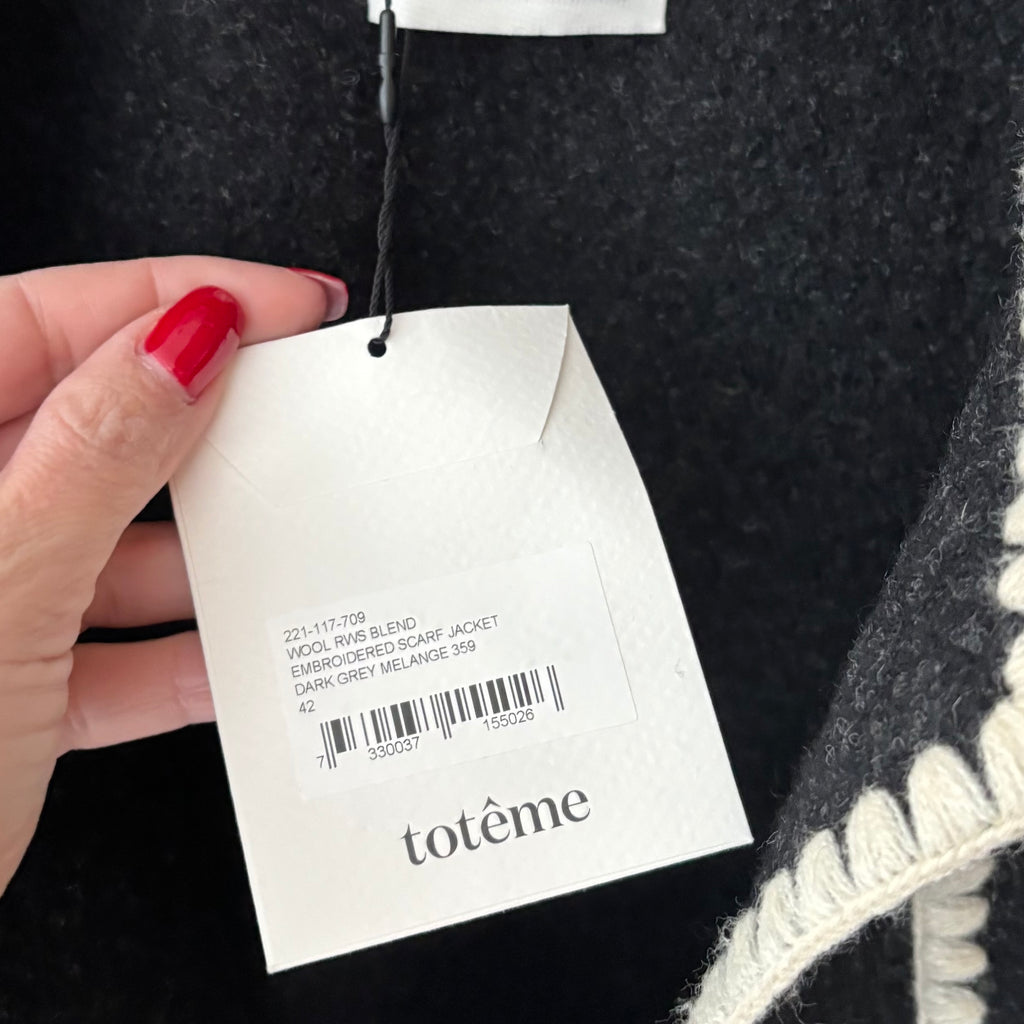 221-117-709
WOOL RWS BLEND
EMBROIDERED SCARF JACKET
DARK GREY MELANGE 359
42
7 330037 155026
totême